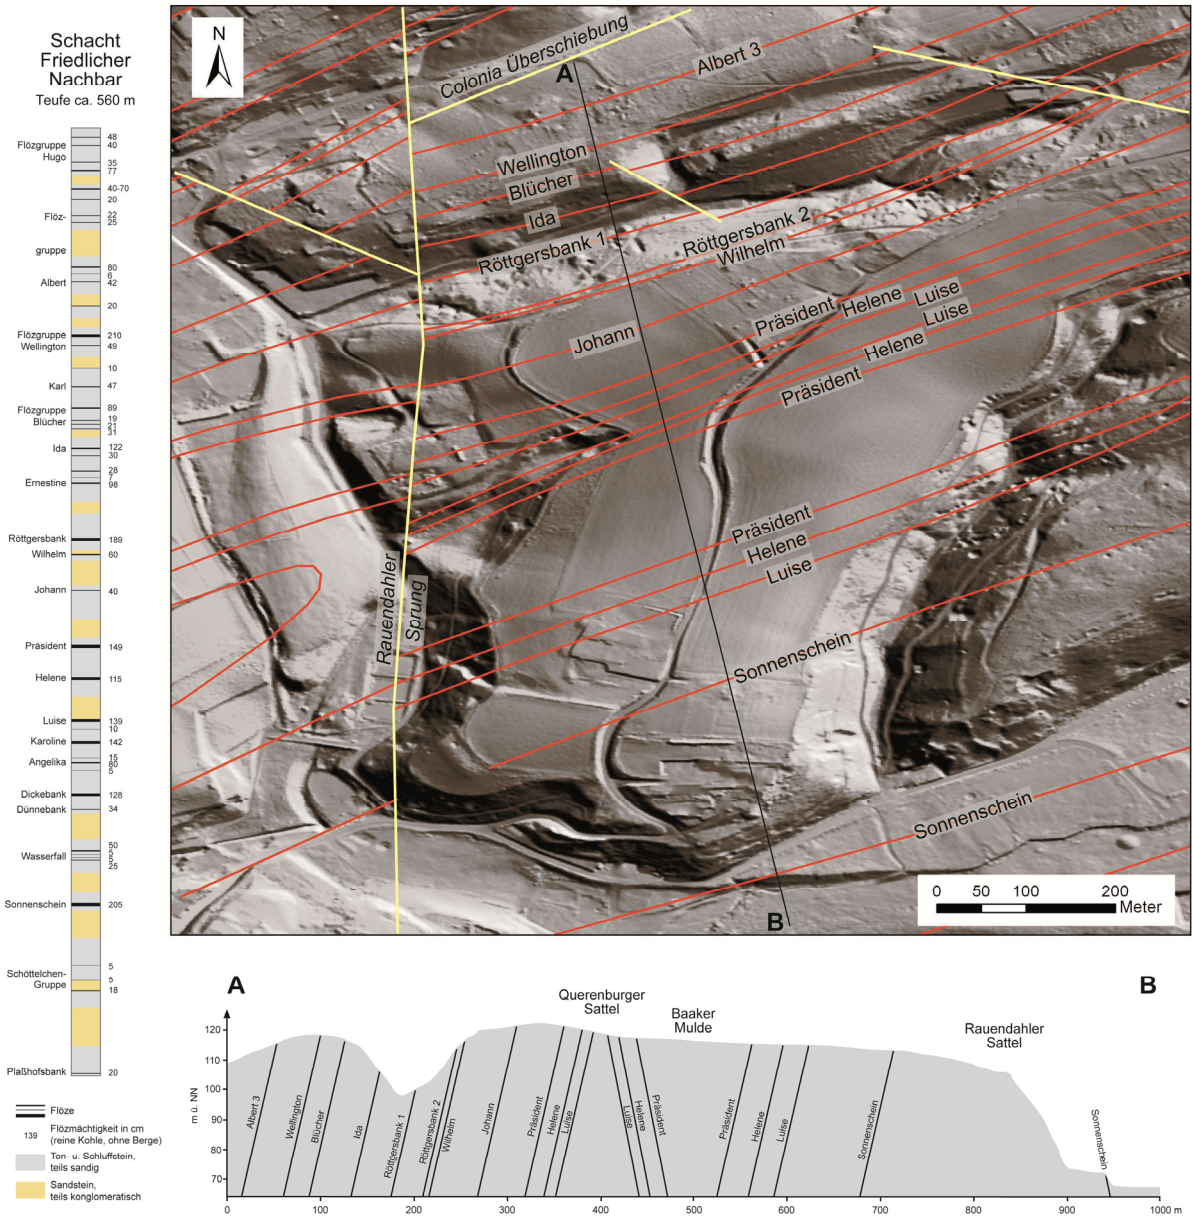 Schacht
Friedlicher
Nachbar
Teufe ca. 560 m
48
Flözgruppe 40
Hugo
35
77
40-70
20
Flöz- 22
25
gruppe
80
6
Albert 42
20
Flözgruppe 210
Wellington 49
10
Karl 47
Flözgruppe 89
Blücher 19
21
31
Ida 122
30
28
7
Ernestine 98
Röttgersbank 189
Wilhelm 60
Johann 40
Präsident 149
Helene 115
Luise 139
10
Karoline 142
15
Angelika 80
5
Dickebank 128
Dünnebank 34
50
Wasserfall 5
5
5
25
Sonnenschein 205
5
Schöttelchen- 5
Gruppe 18
Plaßhofsbank 20
Flöze
139 Flözmächtigkeit in cm
(reine Kohle, ohne Berge)
Ton- u. Schluffstein,
teils sandig
Sandstein,
teils konglomeratisch
N
Colonia Überschiebung
A
Albert 3
Wellington
Blücher
Ida
Röttgersbank 1
Röttgersbank 2
Wilhelm
Johann
Präsident
Helene
Luise
Luise
Helene
Präsident
Präsident
Helene
Luise
Rauendahler
Sprung
Sonnenschein
Sonnenschein
B
0 50 100 200
Meter
A
B
Querenburger
Sattel
Baaker
Mulde
Rauendahler
Sattel
m ü. NN
120
110
100
90
80
70
Albert 3
Wellington
Blücher
Ida
Röttgersbank 1
Röttgersbank 2
Wilhelm
Johann
Präsident
Helene
Luise
Luise
Helene
Präsident
Präsident
Helene
Luise
Sonnenschein
Sonnenschein
0 100 200 300 400 500 600 700 800 900 1000 m